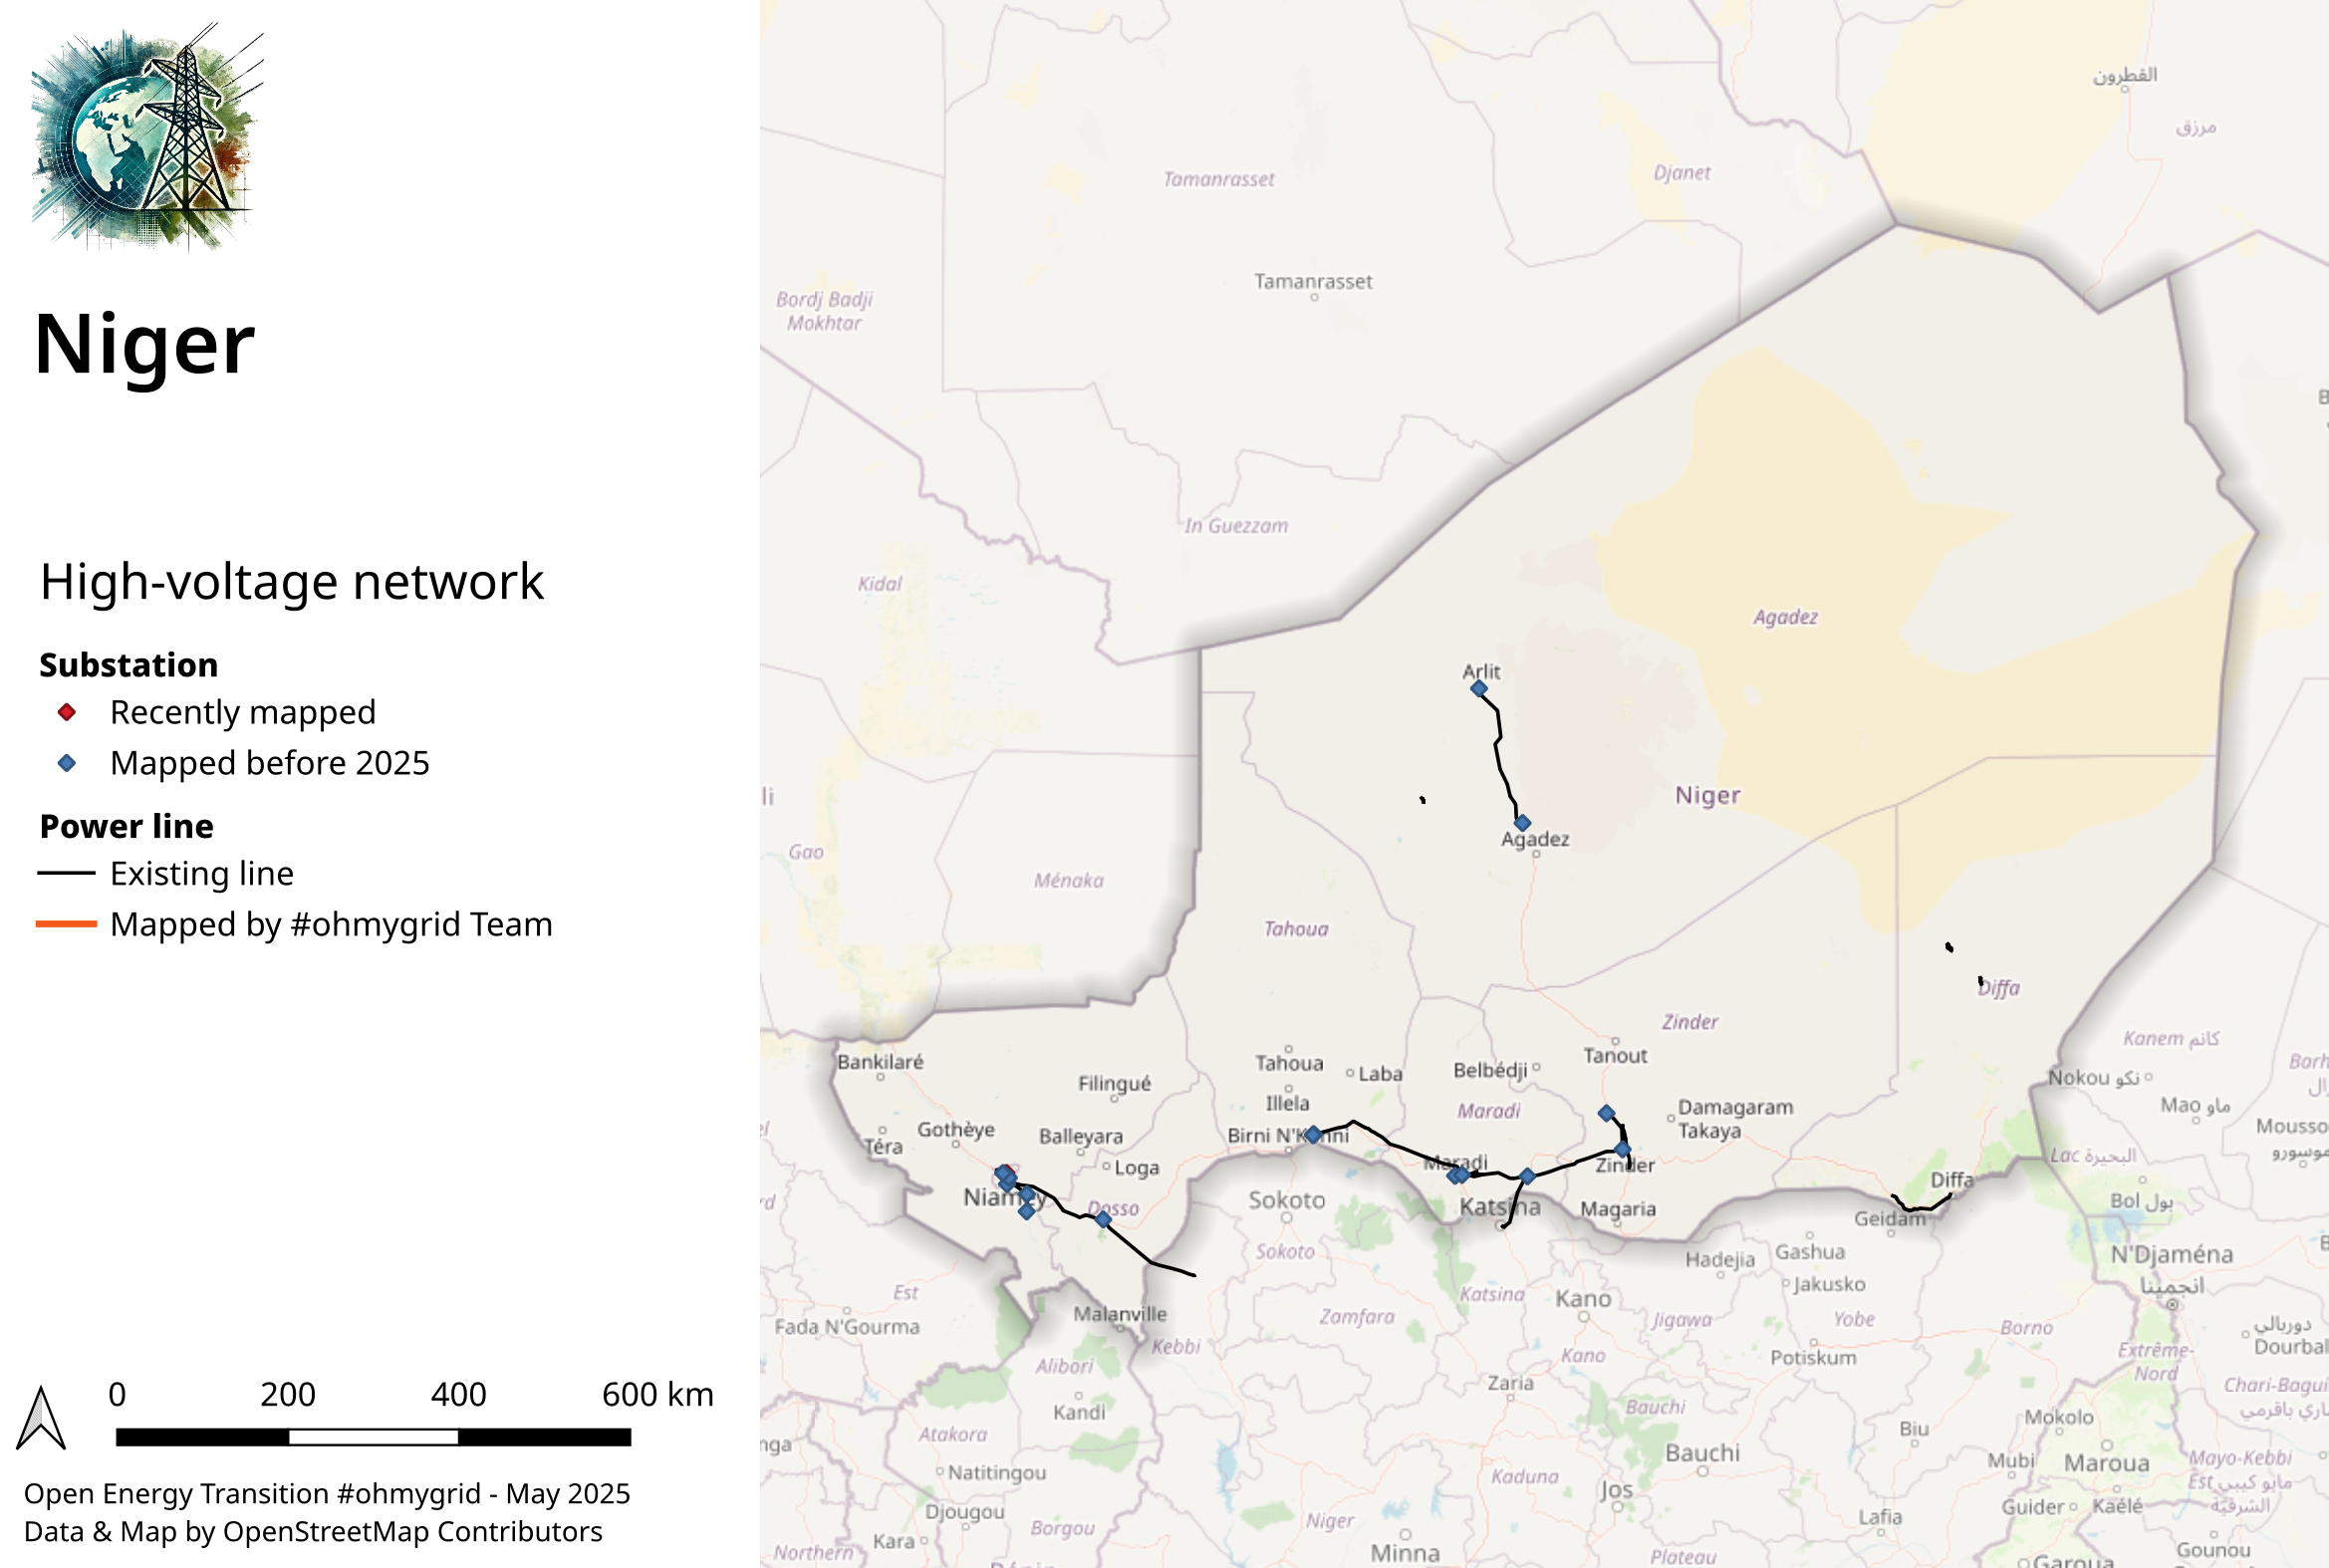 Niger
High-voltage network
Substation
Recently mapped
Mapped before 2025
Power line
Existing line
Mapped by #ohmygrid Team
0 200 400 600 km
Open Energy Transition #ohmygrid - May 2025
Data & Map by OpenStreetMap Contributors
القطرون
مرزق
Tamanrasset
Djanet
Tamanrasset
Bordj Badji
Mokhtar
In Guezzam
Kidal
Agadez
Arlit
Niger
Agadez
Gao
Ménaka
Tahoua
Diffa
Zinder
Kanem كانم
Bankilaré
Tahoua
Laba
Belbédji
Tanout
Nokou نكو
Filingué
Illela
Maradi
Damagaram
Takaya
Mao ماو
Gothèye
Téra
Balleyara
Birni N'Konni
Loga
Maradi
Zinder
Lac البحيرة
Niamey
Dosso
Sokoto
Katsina
Magaria
Diffa
Geidam
Bol بول
Sokoto
Hadejia
Gashua
N'Djaména
انجمينا
Est
Katsina
Kano
Jakusko
Malanville
Zamfara
Jigawa
Yobe
Borno
Fada N'Gourma
Kebbi
Kano
Potiskum
دوربالي
Extrême-
Nord
Alibori
Zaria
Bauchi
Kandi
Mokolo
Biu
Atakora
Bauchi
Mubi
Maroua
Natitingou
Kaduna
Mayo-Kebbi
Est مايو كيبي
الشرقية
Jos
Guider
Kaélé
Djougou
Borgou
Niger
Lafia
Kara
Northern
Minna
Plateau
Garoua
Gounou